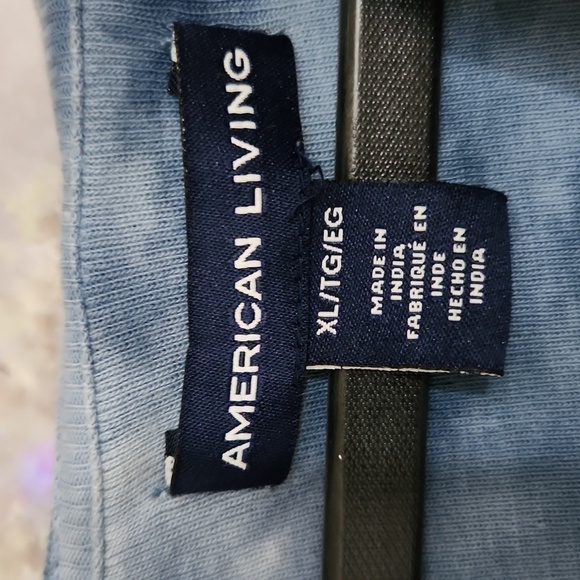 AMERICAN LIVING
XL/TG/EG
MADE IN
INDIA
FABRIQUÉ EN
INDE
HECHO EN
INDIA